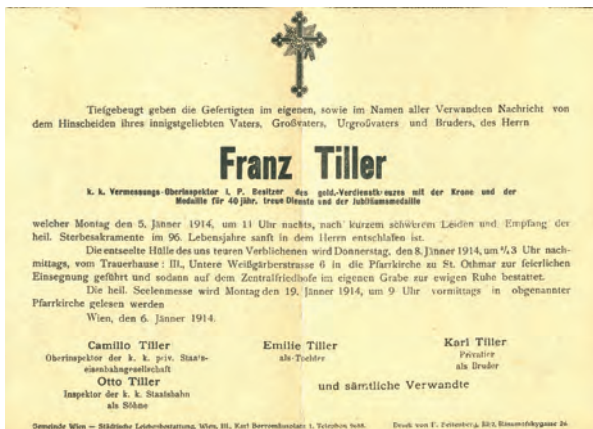 Tiefgebeugt geben die Gefertigten im eigenen, sowie im Namen aller Verwandten Nachricht von
dem Hinscheiden ihres innigstgeliebten Vaters, Großvaters, Urgroßvaters und Bruders, des Herrn
Franz Tiller
k. k. Vermessungs-Oberinspektor i. P. Besitzer des gold. Verdienstkreuzes mit der Krone und der
Medaille für 40 jähr. treue Dienste und der Jubiläumsmedaille
welcher Montag den 5. Jänner 1914, um 11 Uhr nachts, nach kurzem schwerem Leiden und Empfang der
heil. Sterbesakramente im 96. Lebensjahre sanft in dem Herrn entschlafen ist.
Die entseelte Hülle des uns teuren Verblichenen wird Donnerstag, den 8. Jänner 1914, um 3 Uhr nach-
mittags, vom Trauerhause: III., Untere Weißgärberstrasse 6 in die Pfarrkirche zu St. Othmar zur feierlichen
Einsegnung geführt und sodann auf dem Zentralfriedhofe im eigenen Grabe zur ewigen Ruhe bestattet.
Die heil. Seelenmesse wird Montag den 19. Jänner 1914, um 9 Uhr vormittags in obgenannter
Pfarrkirche gelesen werden
Wien, den 6. Jänner 1914.
Camillo Tiller
Oberinspektor der k. k. priv. Staats-
eisenbahngesellschaft
Otto Tiller
Inspektor der k. k. Staatsbahn
als Söhne
Emilie Tiller
als Tochter
Karl Tiller
Privatier
als Bruder
und sämtliche Verwandte
Gemeinde Wien — Städtische Leichenbestattung, Wien, III., Karl Borromäusplatz 3. Telephon
Druck von